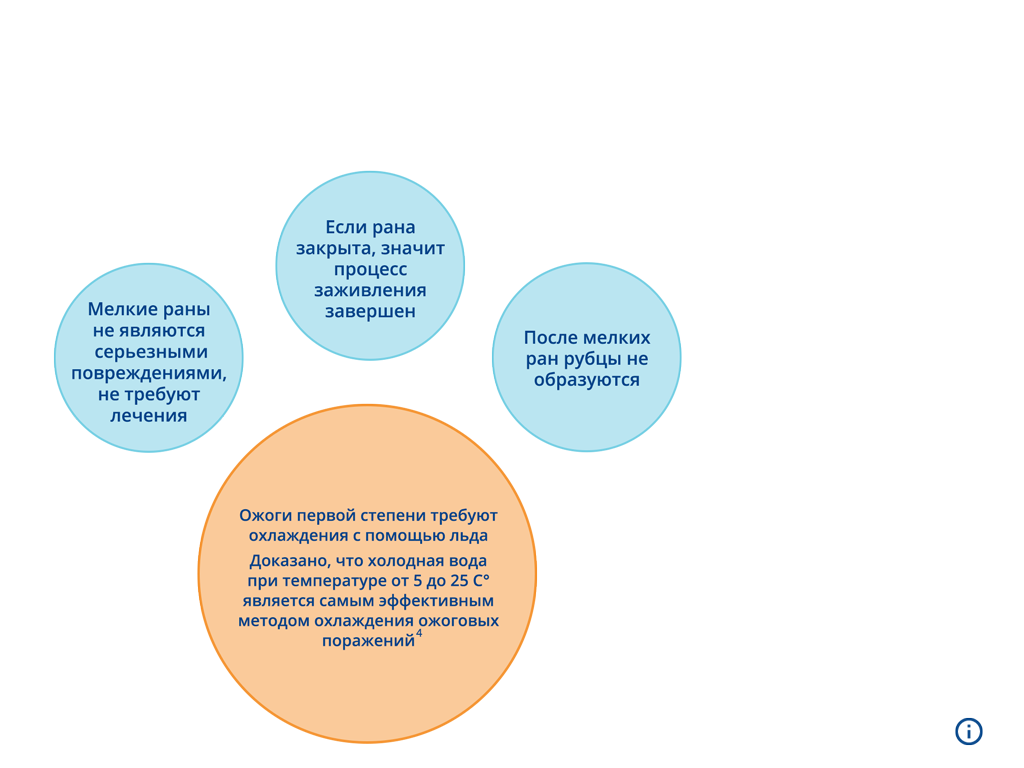 Если рана
закрыта, значит
процесс
заживления
завершен
Мелкие раны
не являются
серьезными
повреждениями,
не требуют
лечения
После мелких
ран рубцы не
образуются
Ожоги первой степени требуют
охлаждения с помощью льда
Доказано, что холодная вода
при температуре от 5 до 25 C°
является самым эффективным
методом охлаждения ожоговых
поражений⁴